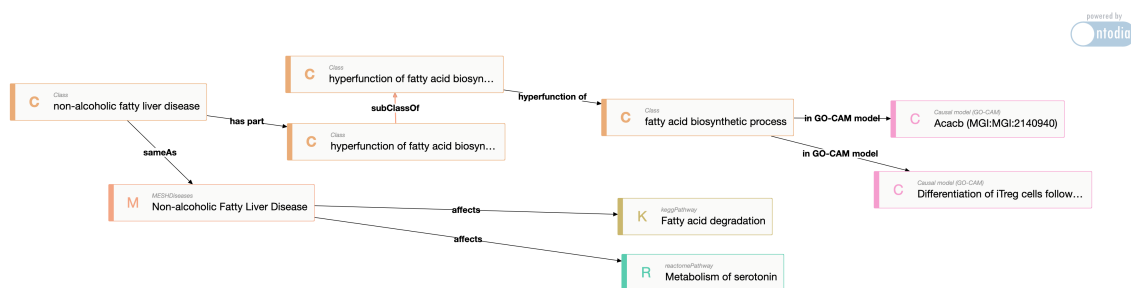 powered by
ntodia
Class
C
hyperfunction of fatty acid biosyn…
Class
C
non-alcoholic fatty liver disease
subClassOf
hyperfunction of
has part
Class
C
hyperfunction of fatty acid biosyn…
Class
C
fatty acid biosynthetic process
in GO-CAM model
Causal model (GO-CAM)
C
Acacb (MGI:MGI:2140940)
in GO-CAM model
sameAs
Causal model (GO-CAM)
C
Differentiation of iTreg cells follow…
MESHDiseases
M
Non-alcoholic Fatty Liver Disease
affects
keggPathway
K
Fatty acid degradation
affects
reactomePathway
R
Metabolism of serotonin